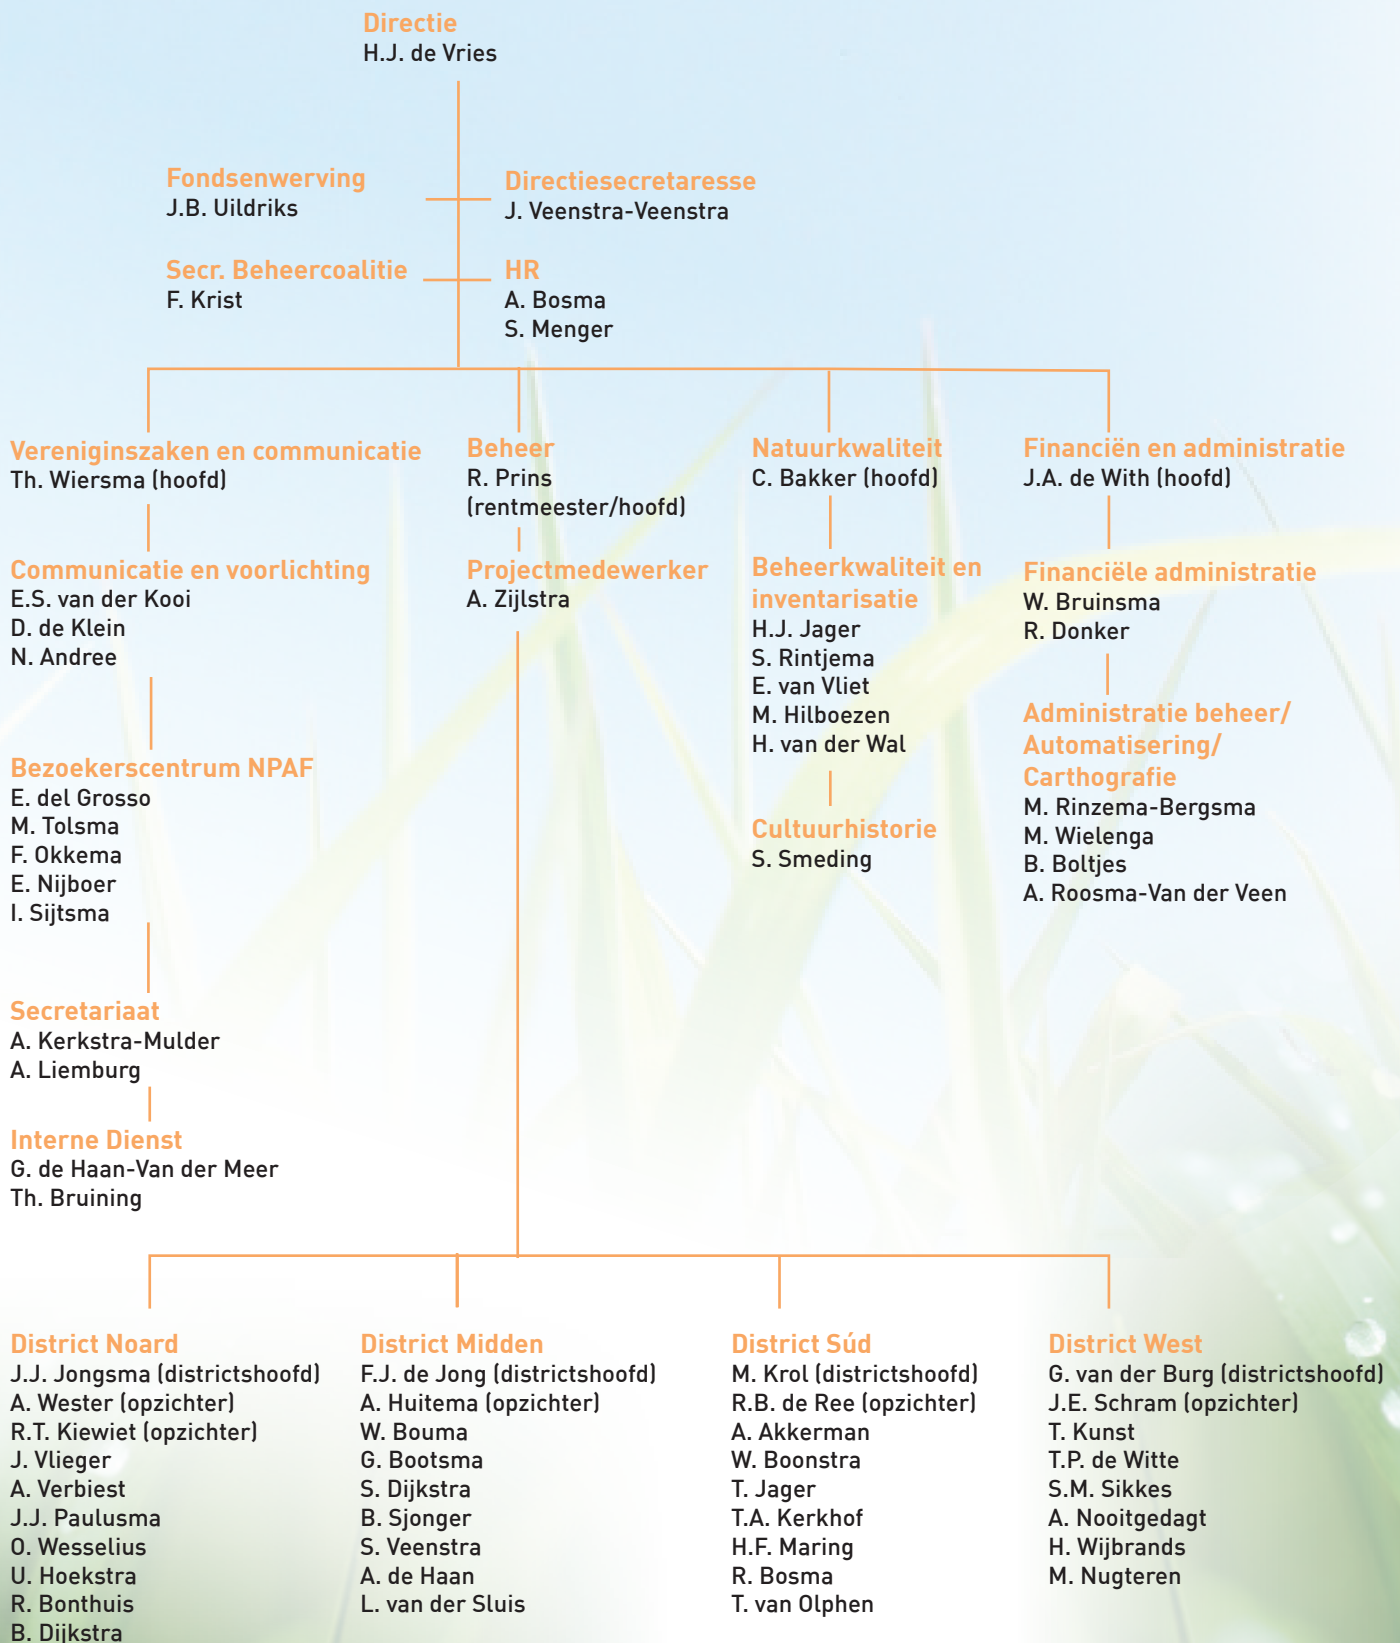 Directie
H.J. de Vries
Fondsenwerving
J.B. Uildriks
Directiesecretaresse
J. Veenstra-Veenstra
Secr. Beheercoalitie
F. Krist
HR
A. Bosma
S. Menger
Vereniginszaken en communicatie
Th. Wiersma (hoofd)
Communicatie en voorlichting
E.S. van der Kooi
D. de Klein
N. Andree
Bezoekerscentrum NPAF
E. del Grosso
M. Tolsma
F. Okkema
E. Nijboer
I. Sijtsma
Secretariaat
A. Kerkstra-Mulder
A. Liemburg
Interne Dienst
G. de Haan-Van der Meer
Th. Bruining
Beheer
R. Prins
(rentmeester/hoofd)
Projectmedewerker
A. Zijlstra
Natuurkwaliteit
C. Bakker (hoofd)
Beheerkwaliteit en
inventarisatie
H.J. Jager
S. Rintjema
E. van Vliet
M. Hilboezen
H. van der Wal
Cultuurhistorie
S. Smeding
Financiën en administratie
J.A. de With (hoofd)
Financiële administratie
W. Bruinsma
R. Donker
Administratie beheer/
Automatisering/
Carthografie
M. Rinzema-Bergsma
M. Wielenga
B. Boltjes
A. Roosma-Van der Veen
District Noard
J.J. Jongsma (districtshoofd)
A. Wester (opzichter)
R.T. Kiewiet (opzichter)
J. Vlieger
A. Verbiest
J.J. Paulusma
O. Wesselius
U. Hoekstra
R. Bonthuis
B. Dijkstra
District Midden
F.J. de Jong (districtshoofd)
A. Huitema (opzichter)
W. Bouma
G. Bootsma
S. Dijkstra
B. Sjonger
S. Veenstra
A. de Haan
L. van der Sluis
District Súd
M. Krol (districtshoofd)
R.B. de Ree (opzichter)
A. Akkerman
W. Boonstra
T. Jager
T.A. Kerkhof
H.F. Maring
R. Bosma
T. van Olphen
District West
G. van der Burg (districtshoofd)
J.E. Schram (opzichter)
T. Kunst
T.P. de Witte
S.M. Sikkes
A. Nooitgedagt
H. Wijbrands
M. Nugteren